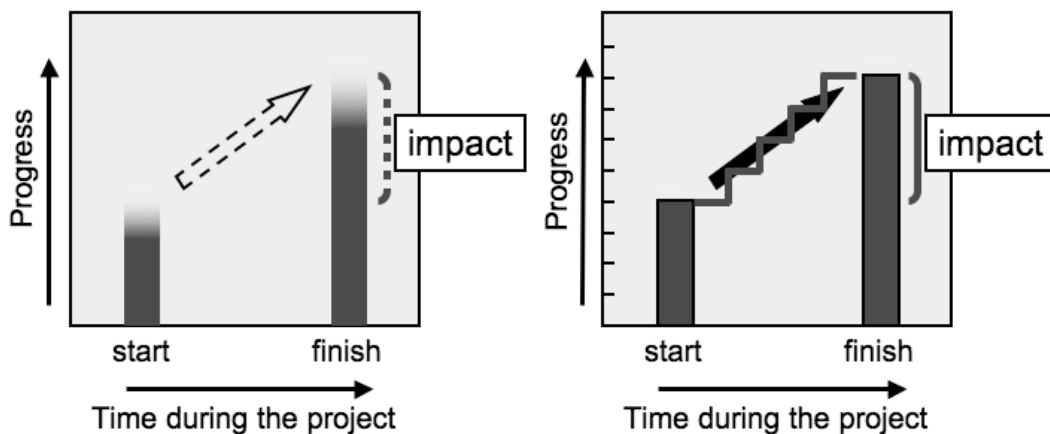 Progress
impact
start
finish
Time during the project
Progress
impact
start
finish
Time during the project